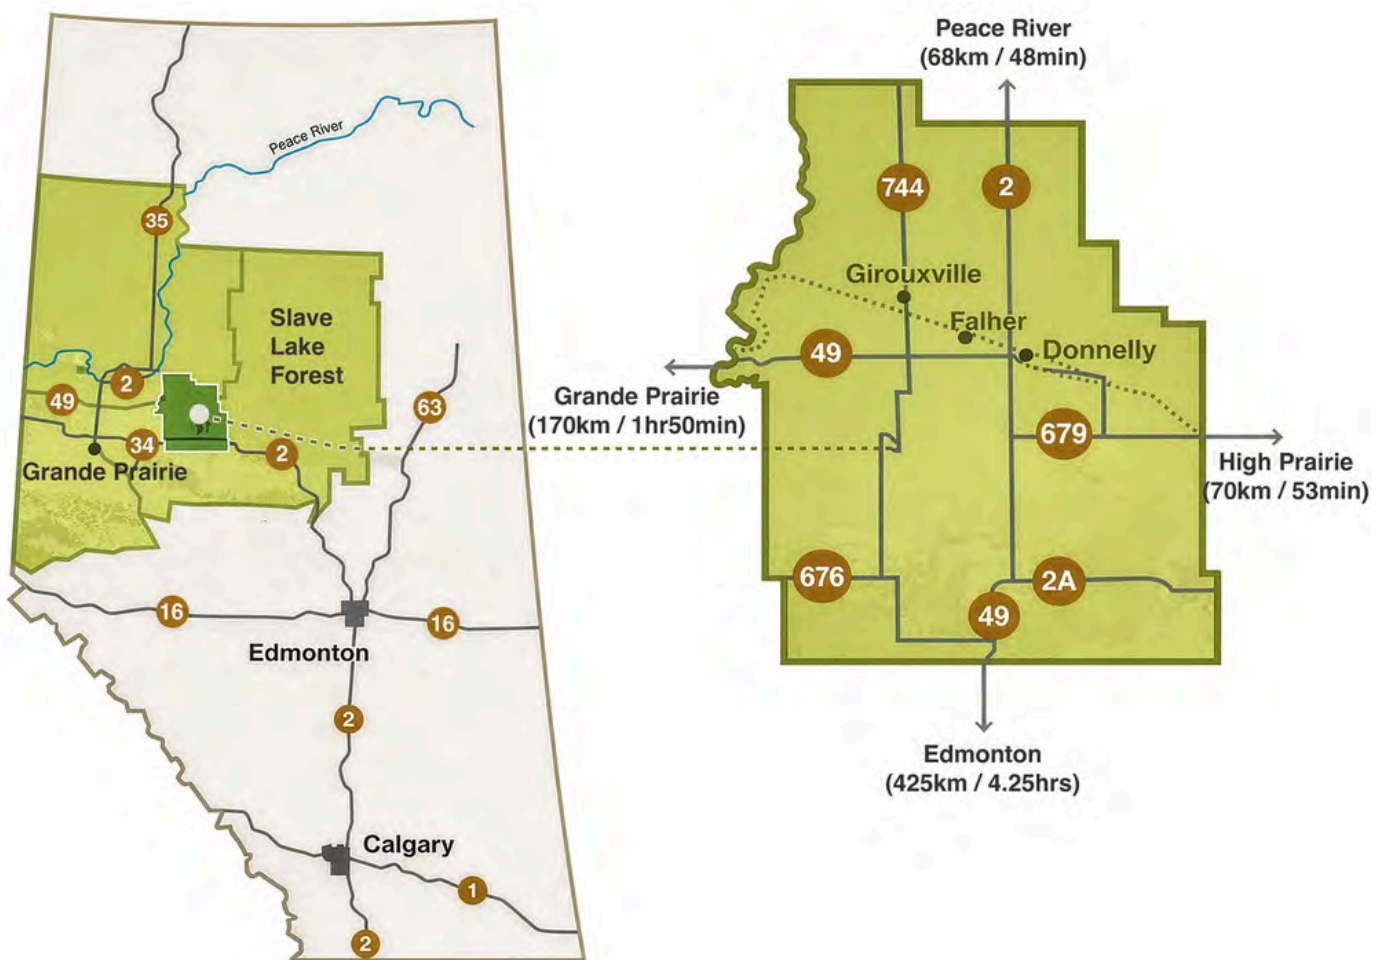 Peace River
35
Slave
Lake
Forest
2
49
63
34
2
Grande Prairie
16
16
Edmonton
2
Calgary
1
2
Peace River
(68km / 48min)
744
2
Girouxville
Falher
Donnelly
49
Grande Prairie
(170km / 1hr50min)
679
High Prairie
(70km / 53min)
676
2A
49
Edmonton
(425km / 4.25hrs)